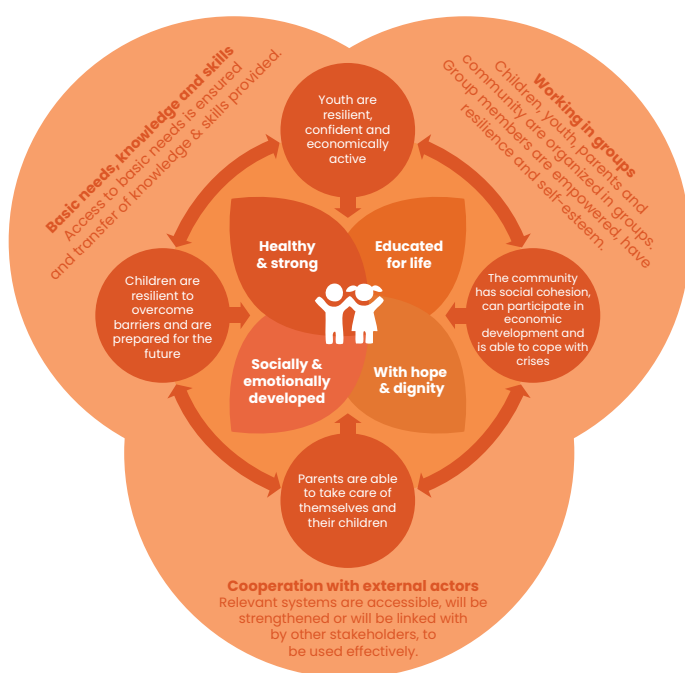 Basic needs, knowledge and skills
Access to basic needs is ensured
and transfer of knowledge & skills provided.
Working in groups
Children, youth, parents and
community are organized in groups.
Group members are empowered, have
resilience and self-esteem.
Youth are
resilient,
confident and
economically
active
Healthy
& strong
Educated
for life
Children are
resilient to
overcome
barriers and are
prepared for the
future
The community
has social cohesion,
can participate in
economic
development and
is able to cope with
crises
Socially &
emotionally
developed
With hope
& dignity
Parents are able
to take care of
themselves and
their children
Cooperation with external actors
Relevant systems are accessible, will be
strengthened or will be linked with
by other stakeholders, to
be used effectively.